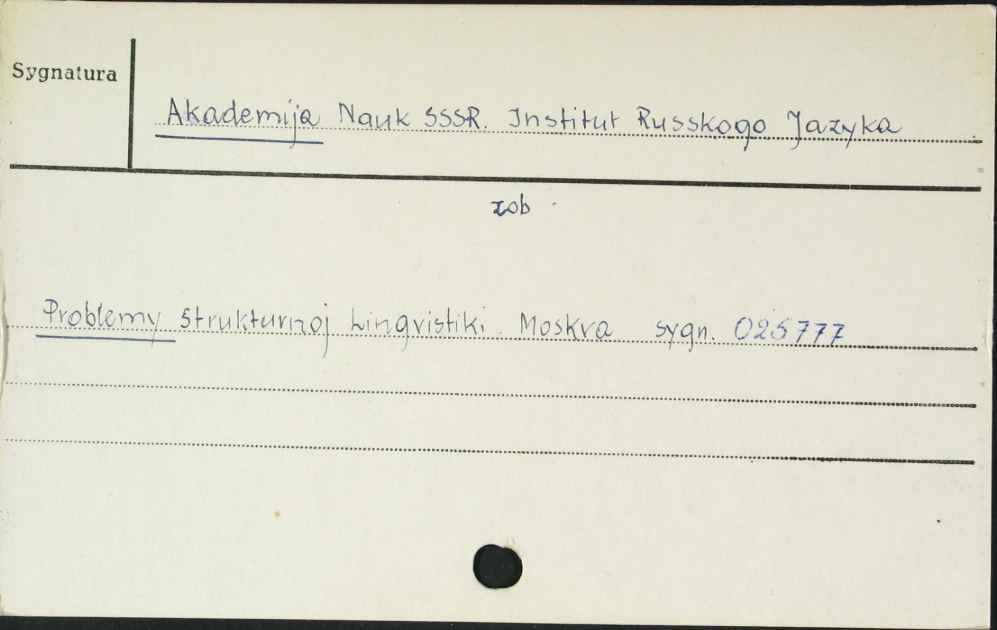 Sygnatura
Akademija Nauk SSSR. Institut Russkogo Jazyka
zob
Problemy Strukturnoj Lingvistiki. Moskva sygn. 025777